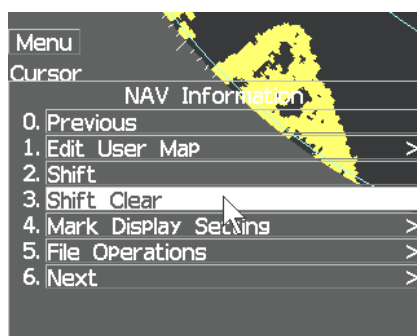 Menu
Cursor
NAV Information
0. Previous
1. Edit User Map >
2. Shift
3. Shift Clear
4. Mark Display Setting >
5. File Operations >
6. Next >